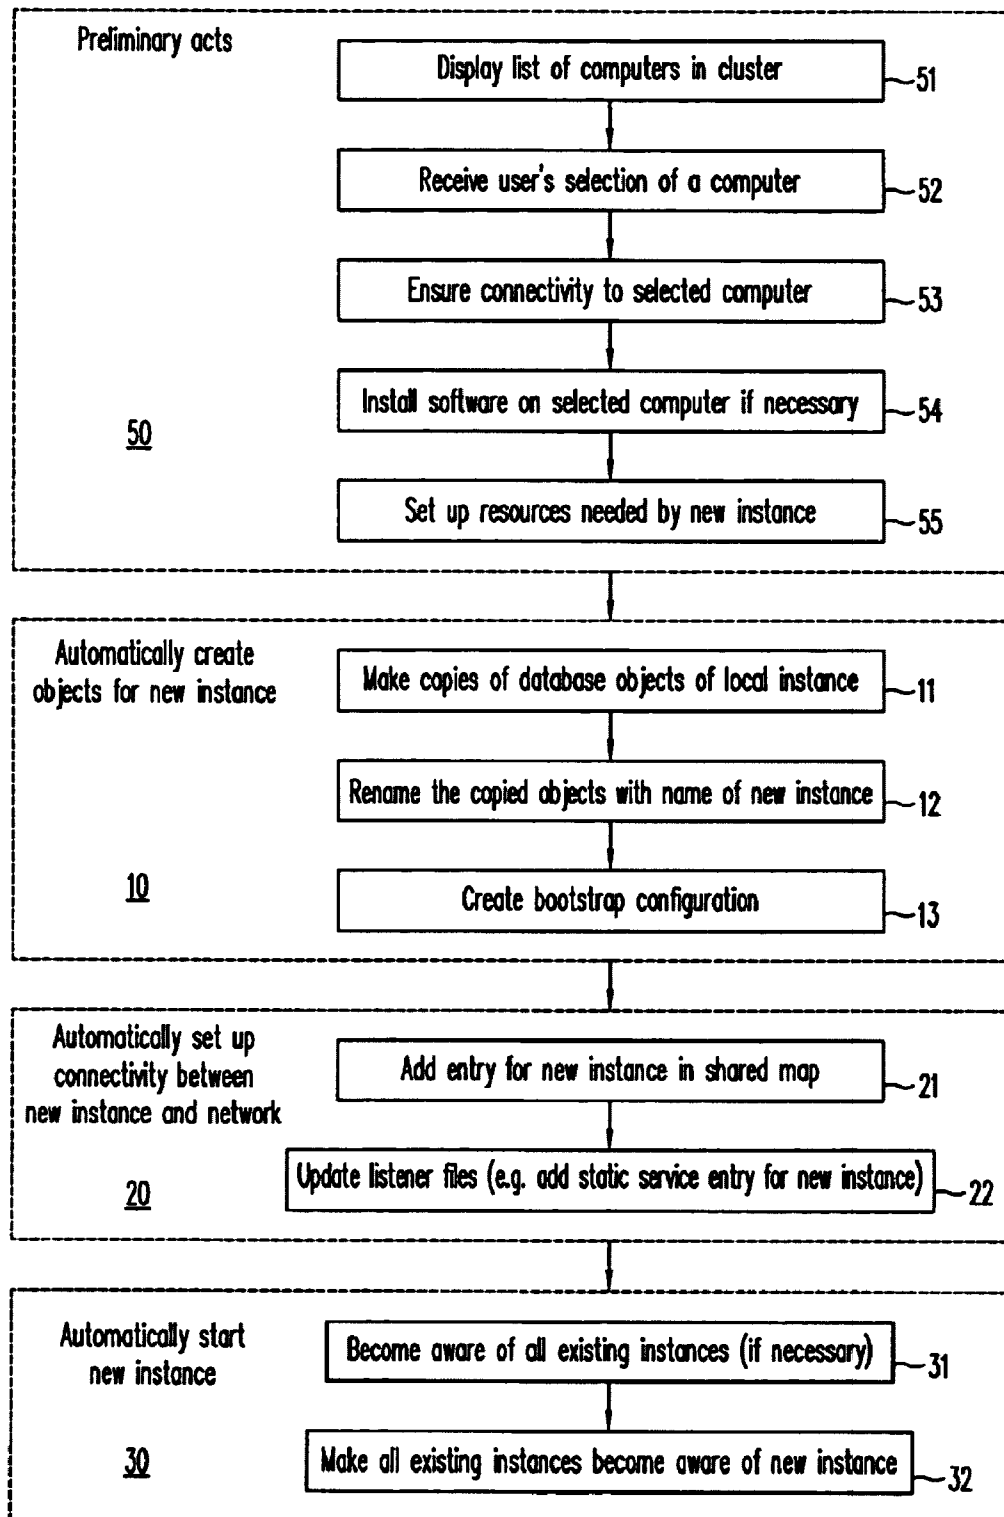 Preliminary acts
Display list of computers in cluster
51
Receive user's selection of a computer
52
Ensure connectivity to selected computer
53
Install software on selected computer if necessary
54
50
Set up resources needed by new instance
55
Automatically create
objects for new instance
Make copies of database objects of local instance
11
Rename the copied objects with name of new instance
12
10
Create bootstrap configuration
13
Automatically set up
connectivity between
new instance and network
Add entry for new instance in shared map
21
20
Update listener files (e.g. add static service entry for new instance)
22
Automatically start
new instance
Become aware of all existing instances (if necessary)
31
30
Make all existing instances become aware of new instance
32